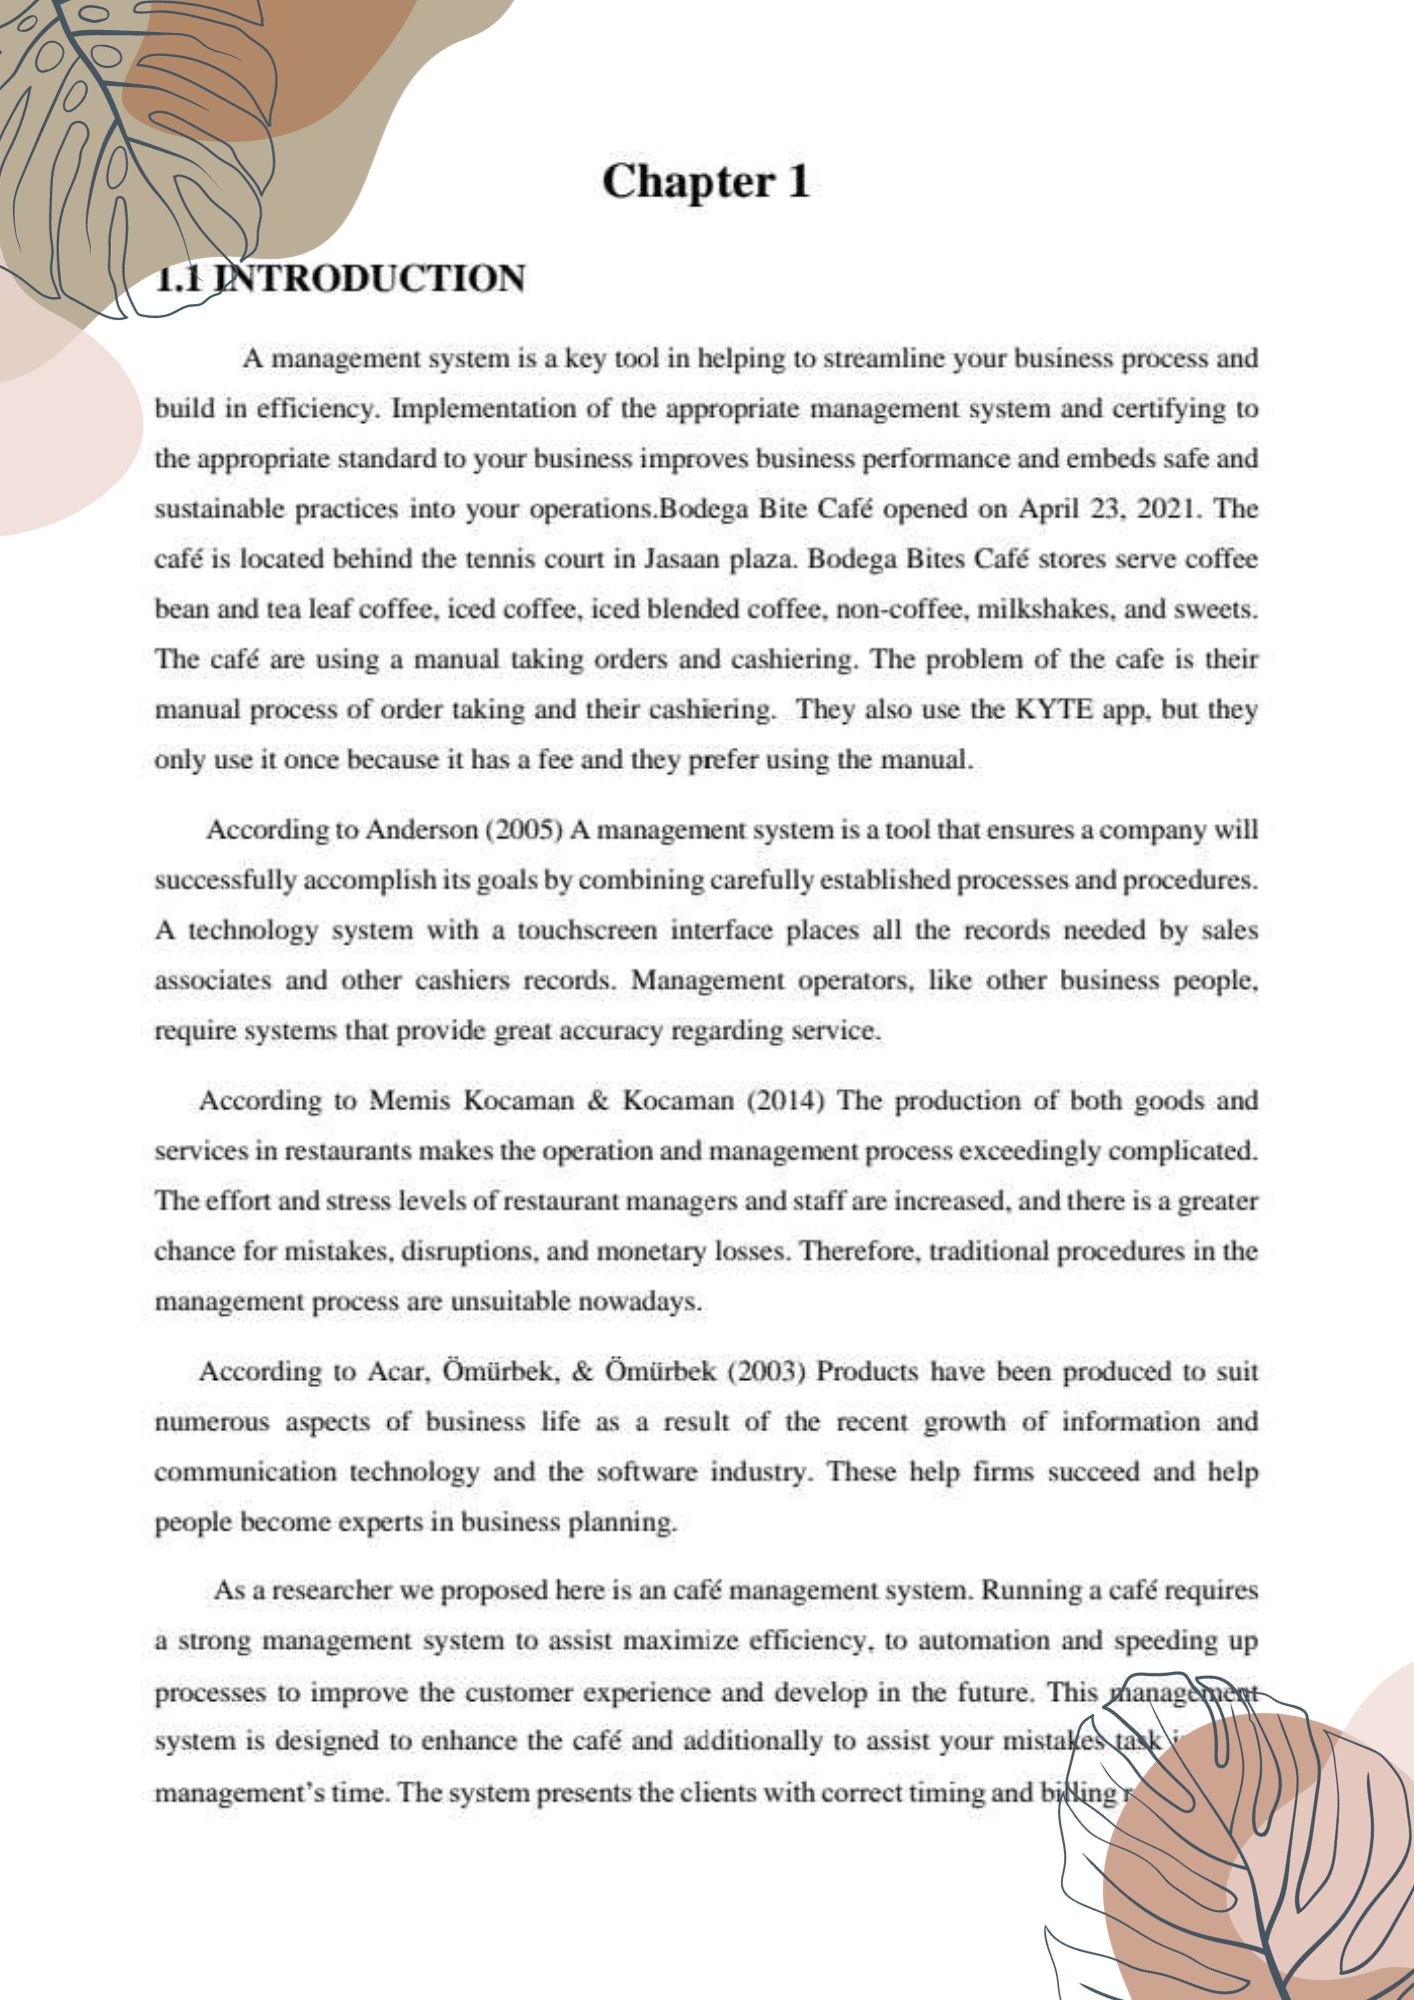 Chapter 1
1.1 INTRODUCTION
A management system is a key tool in helping to streamline your business process and
build in efficiency. Implementation of the appropriate management system and certifying to
the appropriate standard to your business improves business performance and embeds safe and
sustainable practices into your operations.Bodega Bite Café opened on April 23, 2021. The
café is located behind the tennis court in Jasaan plaza. Bodega Bites Café stores serve coffee
bean and tea leaf coffee, iced coffee, iced blended coffee, non-coffee, milkshakes, and sweets.
The café are using a manual taking orders and cashiering. The problem of the cafe is their
manual process of order taking and their cashiering.  They also use the KYTE app, but they
only use it once because it has a fee and they prefer using the manual.
According to Anderson (2005) A management system is a tool that ensures a company will
successfully accomplish its goals by combining carefully established processes and procedures.
A technology system with a touchscreen interface places all the records needed by sales
associates and other cashiers records. Management operators, like other business people,
require systems that provide great accuracy regarding service.
According to Memis Kocaman & Kocaman (2014) The production of both goods and
services in restaurants makes the operation and management process exceedingly complicated.
The effort and stress levels of restaurant managers and staff are increased, and there is a greater
chance for mistakes, disruptions, and monetary losses. Therefore, traditional procedures in the
management process are unsuitable nowadays.
According to Acar, Ömürbek, & Ömürbek (2003) Products have been produced to suit
numerous aspects of business life as a result of the recent growth of information and
communication technology and the software industry. These help firms succeed and help
people become experts in business planning.
As a researcher we proposed here is an café management system. Running a café requires
a strong management system to assist maximize efficiency, to automation and speeding up
processes to improve the customer experience and develop in the future. This management
system is designed to enhance the café and additionally to assist your mistakes task
management's time. The system presents the clients with correct timing and billing